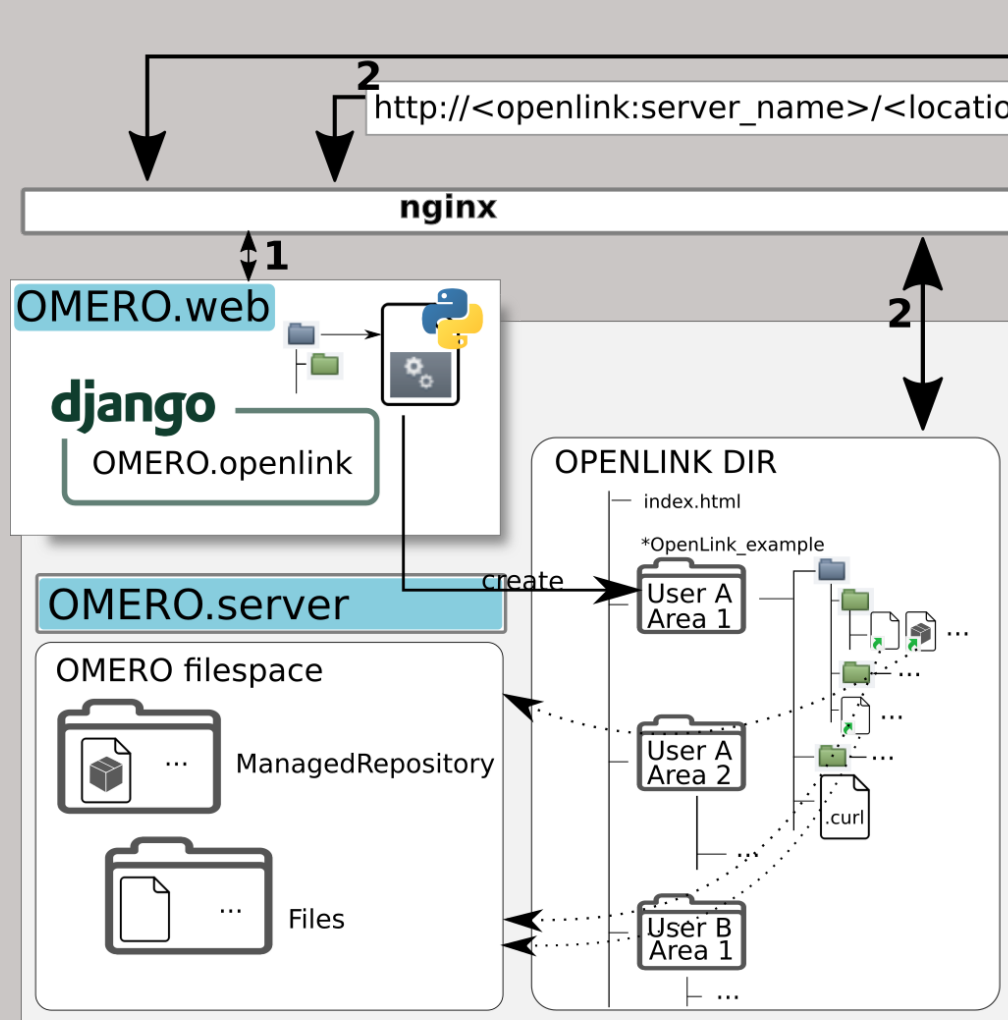 2
http://<openlink:server_name>/<locatio
nginx
1
OMERO.web
2
django
OMERO.openlink
OPENLINK DIR
index.html
*OpenLink_example
create
User A
Area 1
...
OMERO.server
OMERO filespace
...
...
User A
Area 2
...
...
ManagedRepository
.curl
...
...
Files
User B
Area 1
...